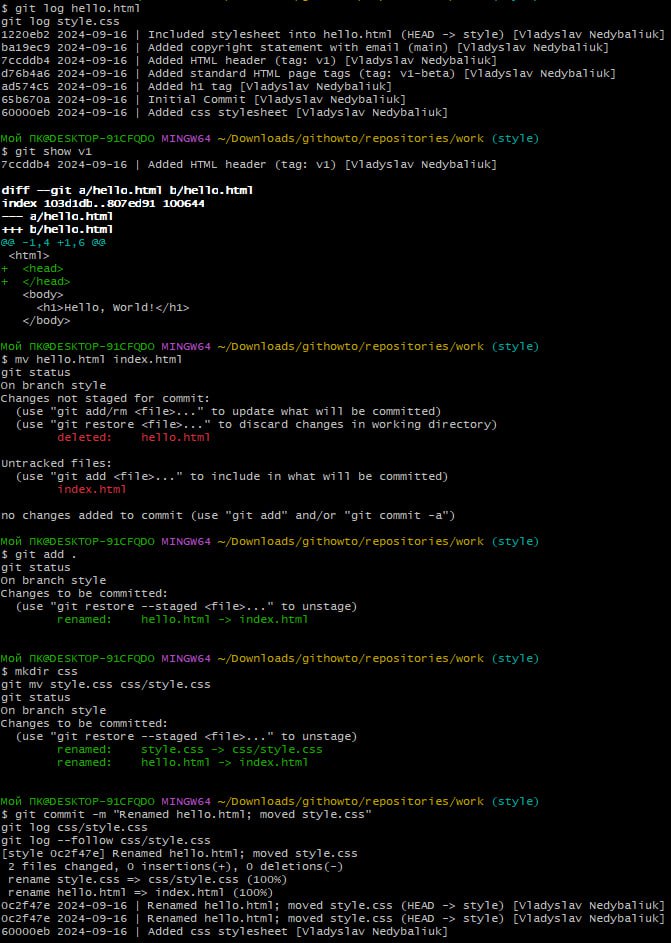 $ git log hello.html
git log style.css
1220eb2 2024-09-16 | Included stylesheet into hello.html (HEAD -> style) [Vladyslav Nedybaliuk]
ba19ec9 2024-09-16 | Added copyright statement with email (main) [Vladyslav Nedybaliuk]
7ccddb4 2024-09-16 | Added HTML header (tag: v1) [Vladyslav Nedybaliuk]
d76b4a6 2024-09-16 | Added standard HTML page tags (tag: v1-beta) [Vladyslav Nedybaliuk]
ad574c5 2024-09-16 | Added h1 tag [Vladyslav Nedybaliuk]
65b670a 2024-09-16 | Initial Commit [Vladyslav Nedybaliuk]
60000eb 2024-09-16 | Added css stylesheet [Vladyslav Nedybaliuk]
Мой ПК@DESKTOP-91CFQDO MINGW64 ~/Downloads/githowto/repositories/work (style)
$ git show v1
7ccddb4 2024-09-16 | Added HTML header (tag: v1) [Vladyslav Nedybaliuk]
diff --git a/hello.html b/hello.html
index 103d1db..807ed91 100644
--- a/hello.html
+++ b/hello.html
@@ -1,4 +1,6 @@
<html>
+  <head>
+  </head>
<body>
<h1>Hello, World!</h1>
</body>
Мой ПК@DESKTOP-91CFQDO MINGW64 ~/Downloads/githowto/repositories/work (style)
$ mv hello.html index.html
git status
On branch style
Changes not staged for commit:
(use "git add/rm <file>..." to update what will be committed)
(use "git restore <file>..." to discard changes in working directory)
deleted:    hello.html
Untracked files:
(use "git add <file>..." to include in what will be committed)
index.html
no changes added to commit (use "git add" and/or "git commit -a")
Мой ПК@DESKTOP-91CFQDO MINGW64 ~/Downloads/githowto/repositories/work (style)
$ git add .
git status
On branch style
Changes to be committed:
(use "git restore --staged <file>..." to unstage)
renamed:    hello.html -> index.html
Мой ПК@DESKTOP-91CFQDO MINGW64 ~/Downloads/githowto/repositories/work (style)
$ mkdir css
git mv style.css css/style.css
git status
On branch style
Changes to be committed:
(use "git restore --staged <file>..." to unstage)
renamed:    style.css -> css/style.css
renamed:    hello.html -> index.html
Мой ПК@DESKTOP-91CFQDO MINGW64 ~/Downloads/githowto/repositories/work (style)
$ git commit -m "Renamed hello.html; moved style.css"
git log css/style.css
git log --follow css/style.css
[style 0c2f47e] Renamed hello.html; moved style.css
2 files changed, 0 insertions(+), 0 deletions(-)
rename style.css => css/style.css (100%)
rename hello.html => index.html (100%)
0c2f47e 2024-09-16 | Renamed hello.html; moved style.css (HEAD -> style) [Vladyslav Nedybaliuk]
0c2f47e 2024-09-16 | Renamed hello.html; moved style.css (HEAD -> style) [Vladyslav Nedybaliuk]
60000eb 2024-09-16 | Added css stylesheet [Vladyslav Nedybaliuk]